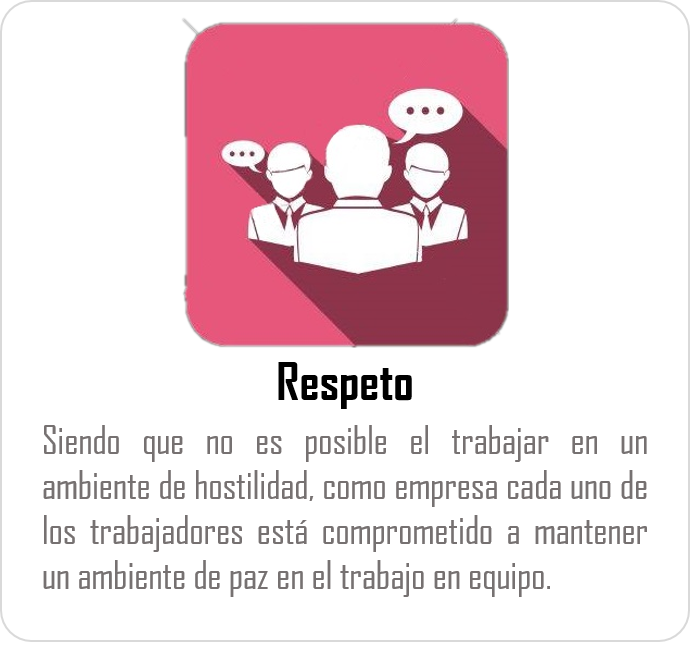 Respeto
Siendo que no es posible el trabajar en un
ambiente de hostilidad, como empresa cada uno de
los trabajadores está comprometido a mantener
un ambiente de paz en el trabajo en equipo.